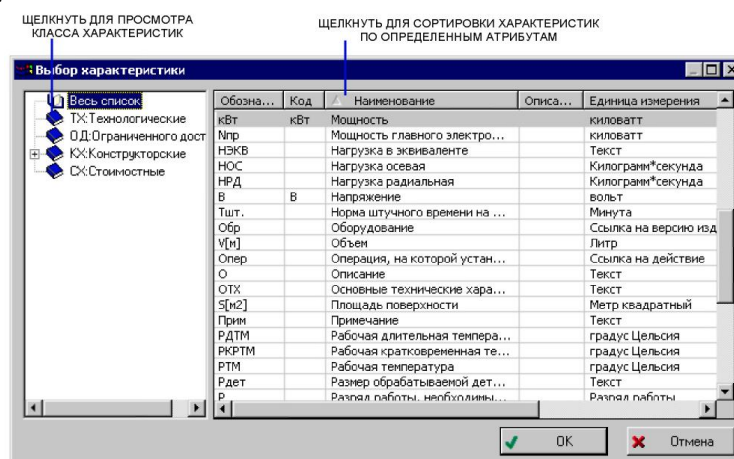 ЩЕЛКНУТЬ ДЛЯ ПРОСМОТРА
КЛАССА ХАРАКТЕРИСТИК
ЩЕЛКНУТЬ ДЛЯ СОРТИРОВКИ ХАРАКТЕРИСТИК
ПО ОПРЕДЕЛЕННЫМ АТРИБУТАМ
Выбор характеристики
Весь список
ТХ:Технологические
ОД:Ограниченного дост
КХ:Конструкторские
СХ:Стоимостные
Обозна... Код Наименование Описа... Единица измерения
кВт кВт Мощность киловатт
Nпр Мощность главного электро... киловатт
НЭКВ Нагрузка в эквиваленте Текст
НОС Нагрузка осевая Килограмм*секунда
НРД Нагрузка радиальная Килограмм*секунда
В В Напряжение вольт
Тшт. Норма штучного времени на ... Минута
Обр Оборудование Ссылка на версию изд
V[м] Объем Литр
Опер Операция, на которой устан... Ссылка на действие
О Описание Текст
ОТХ Основные технические хара... Текст
S[м2] Площадь поверхности Метр квадратный
Прим Примечание Текст
РДТМ Рабочая длительная темпера... градус Цельсия
РКРТМ Рабочая кратковременная те... градус Цельсия
РТМ Рабочая температура градус Цельсия
Рдет Размер обрабатываемой дет... Текст
Р Разряд работы, необходимы... Разряд работы
ОК Отмена